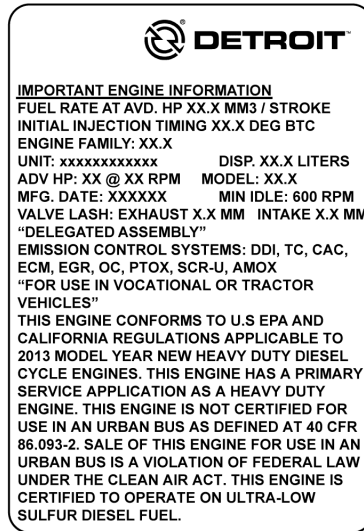 DETROIT
IMPORTANT ENGINE INFORMATION
FUEL RATE AT AVD. HP XX.X MM3 / STROKE
INITIAL INJECTION TIMING XX.X DEG BTC
ENGINE FAMILY: XX.X
UNIT: xxxxxxxxxxxx DISP. XX.X LITERS
ADV HP: XX @ XX RPM MODEL: XX.X
MFG. DATE: XXXXXX MIN IDLE: 600 RPM
VALVE LASH: EXHAUST X.X MM INTAKE X.X MM
“DELEGATED ASSEMBLY”
EMISSION CONTROL SYSTEMS: DDI, TC, CAC,
ECM, EGR, OC, PTOX, SCR-U, AMOX
“FOR USE IN VOCATIONAL OR TRACTOR
VEHICLES”
THIS ENGINE CONFORMS TO U.S EPA AND
CALIFORNIA REGULATIONS APPLICABLE TO
2013 MODEL YEAR NEW HEAVY DUTY DIESEL
CYCLE ENGINES. THIS ENGINE HAS A PRIMARY
SERVICE APPLICATION AS A HEAVY DUTY
ENGINE. THIS ENGINE IS NOT CERTIFIED FOR
USE IN AN URBAN BUS AS DEFINED AT 40 CFR
86.093-2. SALE OF THIS ENGINE FOR USE IN AN
URBAN BUS IS A VIOLATION OF FEDERAL LAW
UNDER THE CLEAN AIR ACT. THIS ENGINE IS
CERTIFIED TO OPERATE ON ULTRA-LOW
SULFUR DIESEL FUEL.